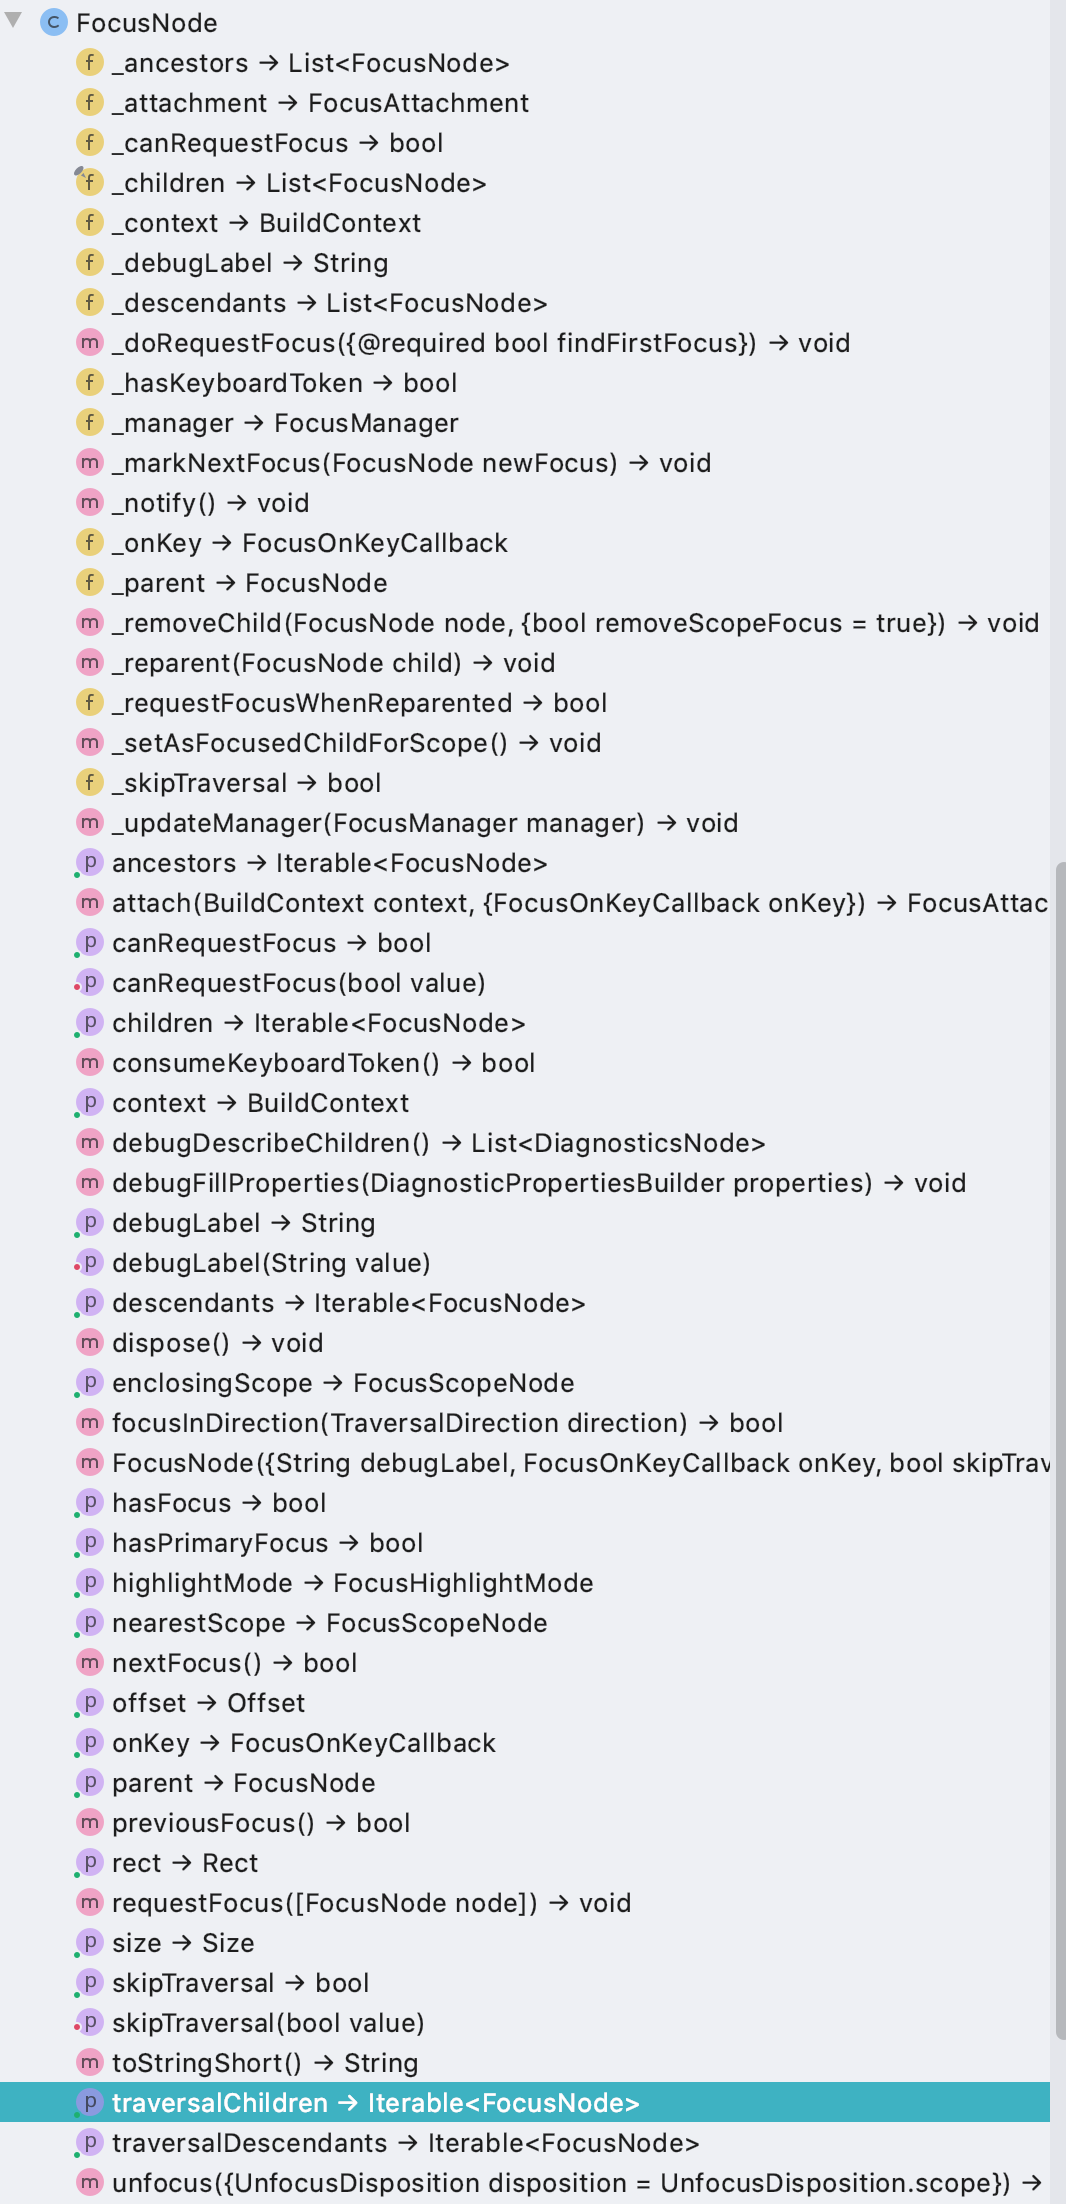 C FocusNode
f _ancestors → List<FocusNode>
f _attachment → FocusAttachment
f _canRequestFocus → bool
f _children → List<FocusNode>
f _context → BuildContext
f _debugLabel → String
f _descendants → List<FocusNode>
m _doRequestFocus({@required bool findFirstFocus}) → void
f _hasKeyboardToken → bool
f _manager → FocusManager
m _markNextFocus(FocusNode newFocus) → void
m _notify() → void
f _onKey → FocusOnKeyCallback
f _parent → FocusNode
m _removeChild(FocusNode node, {bool removeScopeFocus = true}) → void
m _reparent(FocusNode child) → void
f _requestFocusWhenReparented → bool
m _setAsFocusedChildForScope() → void
f _skipTraversal → bool
m _updateManager(FocusManager manager) → void
p ancestors → Iterable<FocusNode>
m attach(BuildContext context, {FocusOnKeyCallback onKey}) → FocusAttac
p canRequestFocus → bool
p canRequestFocus(bool value)
p children → Iterable<FocusNode>
m consumeKeyboardToken() → bool
p context → BuildContext
m debugDescribeChildren() → List<DiagnosticsNode>
m debugFillProperties(DiagnosticPropertiesBuilder properties) → void
p debugLabel → String
p debugLabel(String value)
p descendants → Iterable<FocusNode>
m dispose() → void
p enclosingScope → FocusScopeNode
m focusInDirection(TraversalDirection direction) → bool
m FocusNode({String debugLabel, FocusOnKeyCallback onKey, bool skipTrav
p hasFocus → bool
p hasPrimaryFocus → bool
p highlightMode → FocusHighlightMode
p nearestScope → FocusScopeNode
m nextFocus() → bool
p offset → Offset
p onKey → FocusOnKeyCallback
p parent → FocusNode
m previousFocus() → bool
p rect → Rect
m requestFocus([FocusNode node]) → void
p size → Size
p skipTraversal → bool
p skipTraversal(bool value)
m toStringShort() → String
p traversalChildren → Iterable<FocusNode>
p traversalDescendants → Iterable<FocusNode>
m unfocus({UnfocusDisposition disposition = UnfocusDisposition.scope}) →